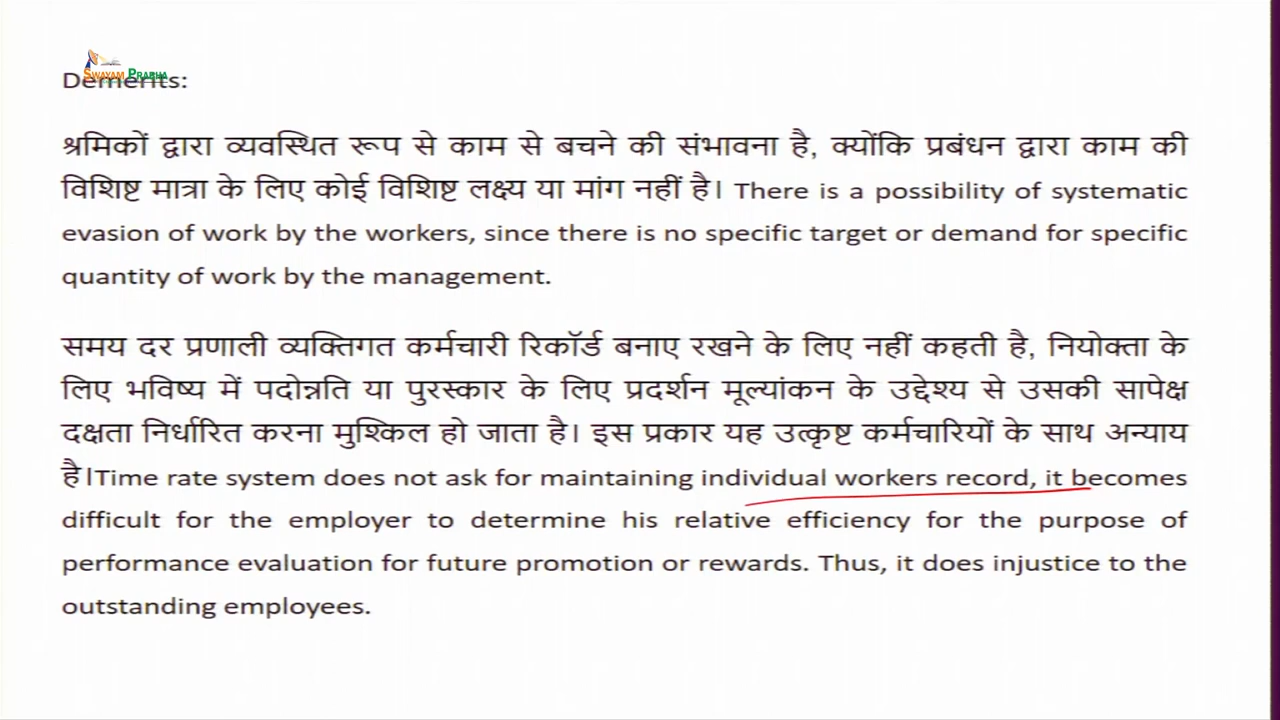 SWAYAM PRABHA
Demerits:
श्रमिकों द्वारा व्यवस्थित रूप से काम से बचने की संभावना है, क्योंकि प्रबंधन द्वारा काम की
विशिष्ट मात्रा के लिए कोई विशिष्ट लक्ष्य या मांग नहीं है। There is a possibility of systematic
evasion of work by the workers, since there is no specific target or demand for specific
quantity of work by the management.
समय दर प्रणाली व्यक्तिगत कर्मचारी रिकॉर्ड बनाए रखने के लिए नहीं कहती है, नियोक्ता के
लिए भविष्य में पदोन्नति या पुरस्कार के लिए प्रदर्शन मूल्यांकन के उद्देश्य से उसकी सापेक्ष
दक्षता निर्धारित करना मुश्किल हो जाता है। इस प्रकार यह उत्कृष्ट कर्मचारियों के साथ अन्याय
है।Time rate system does not ask for maintaining individual workers record, it becomes
difficult for the employer to determine his relative efficiency for the purpose of
performance evaluation for future promotion or rewards. Thus, it does injustice to the
outstanding employees.